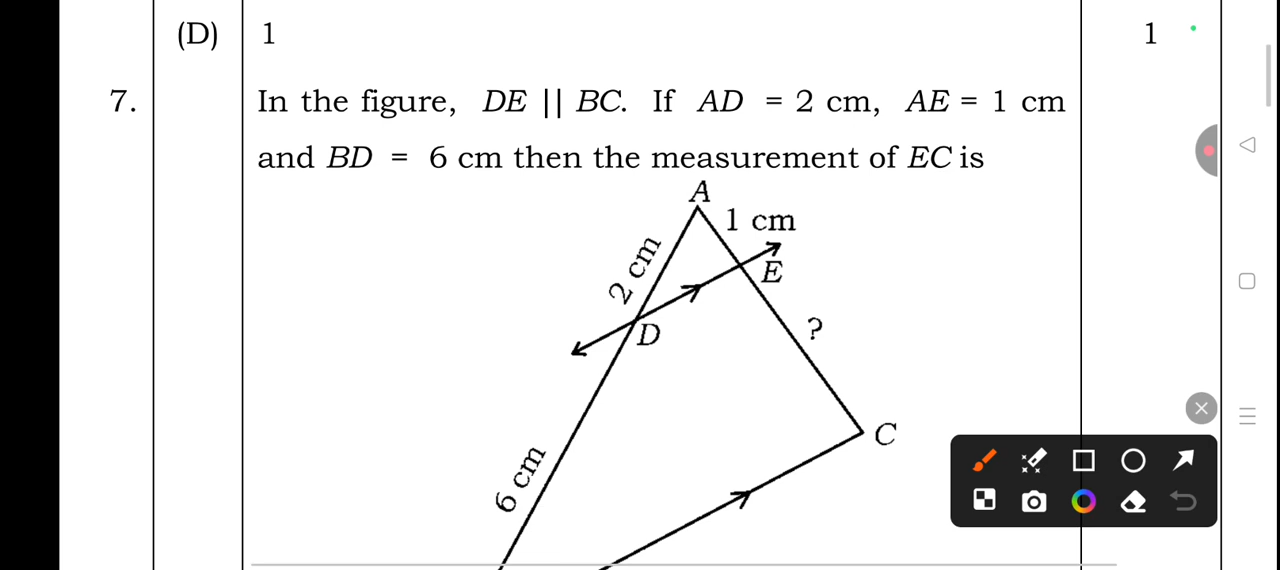 (D) 1 1
7. In the figure, DE || BC. If AD = 2 cm, AE = 1 cm
and BD = 6 cm then the measurement of EC is
A
1 cm
2 cm
E
D
?
C
6 cm